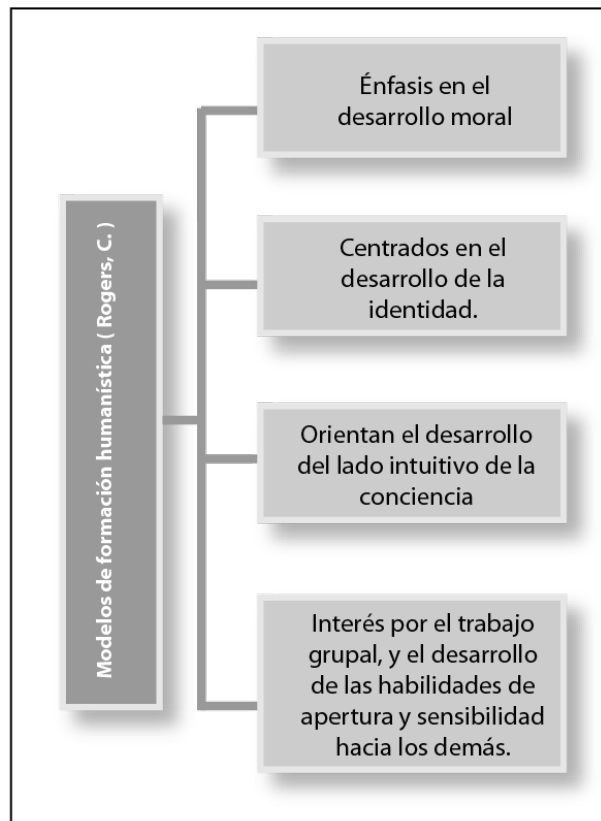 Modelos de formación humanística ( Rogers, C. )
Énfasis en el
desarrollo moral
Centrados en el
desarrollo de la
identidad.
Orientan el desarrollo
del lado intuitivo de la
conciencia
Interés por el trabajo
grupal, y el desarrollo
de las habilidades de
apertura y sensibilidad
hacia los demás.